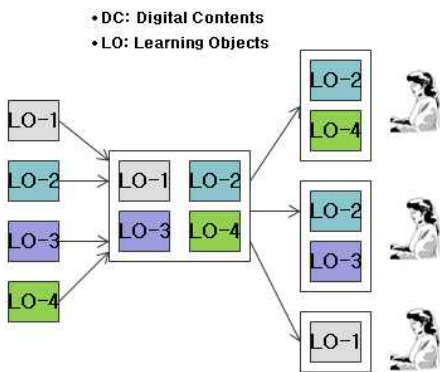 • DC: Digital Contents
• LO: Learning Objects
LO-1
LO-2
LO-3
LO-4
LO-1 LO-2
LO-3 LO-4
LO-2
LO-4
LO-2
LO-3
LO-1